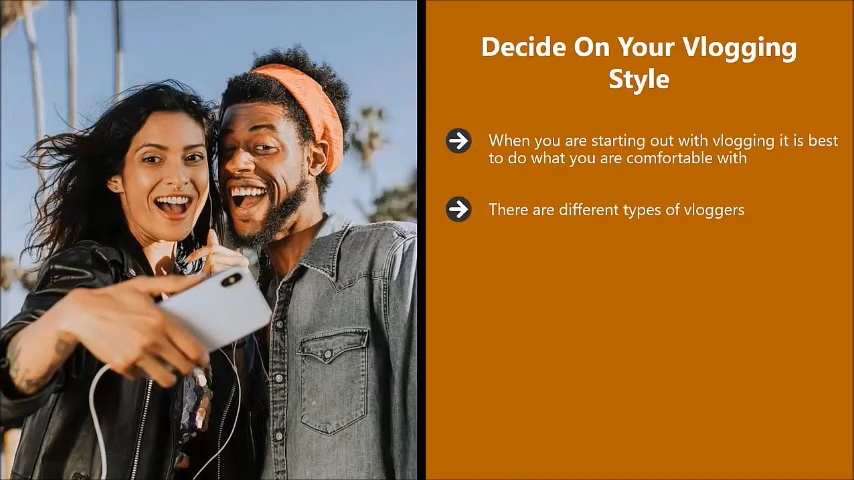 Decide On Your Vlogging
Style
When you are starting out with vlogging it is best
to do what you are comfortable with
There are different types of vloggers